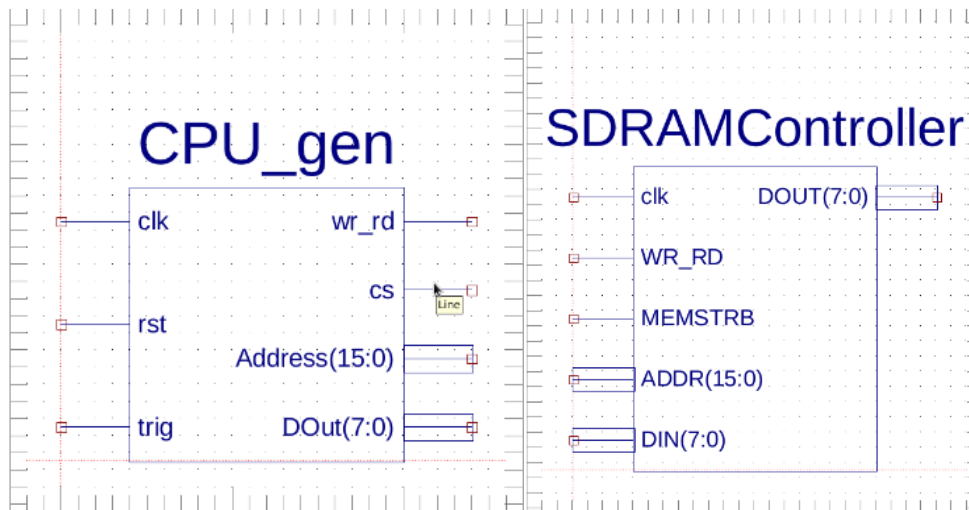 CPU_gen
clk
wr_rd
cs
Line
rst
Address(15:0)
trig
DOut(7:0)
SDRAMController
clk
DOUT(7:0)
WR_RD
MEMSTRB
ADDR(15:0)
DIN(7:0)